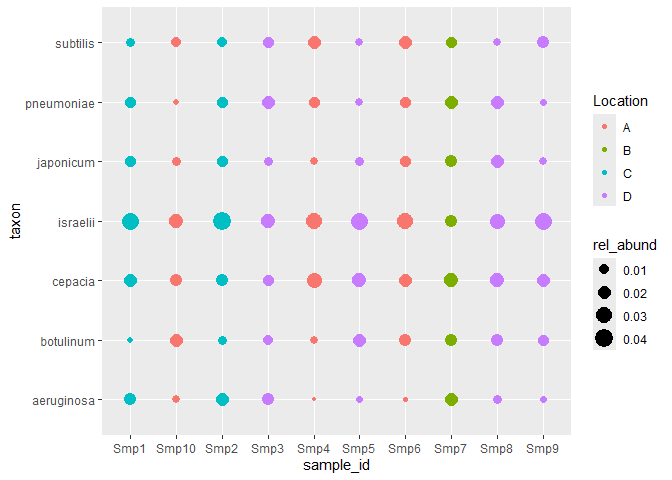 taxon
subtilis
pneumoniae
japonicum
israelii
cepacia
botulinum
aeruginosa
Smp1 Smp10 Smp2 Smp3 Smp4 Smp5 Smp6 Smp7 Smp8 Smp9
sample_id
Location
A
B
C
D
rel_abund
0.01
0.02
0.03
0.04